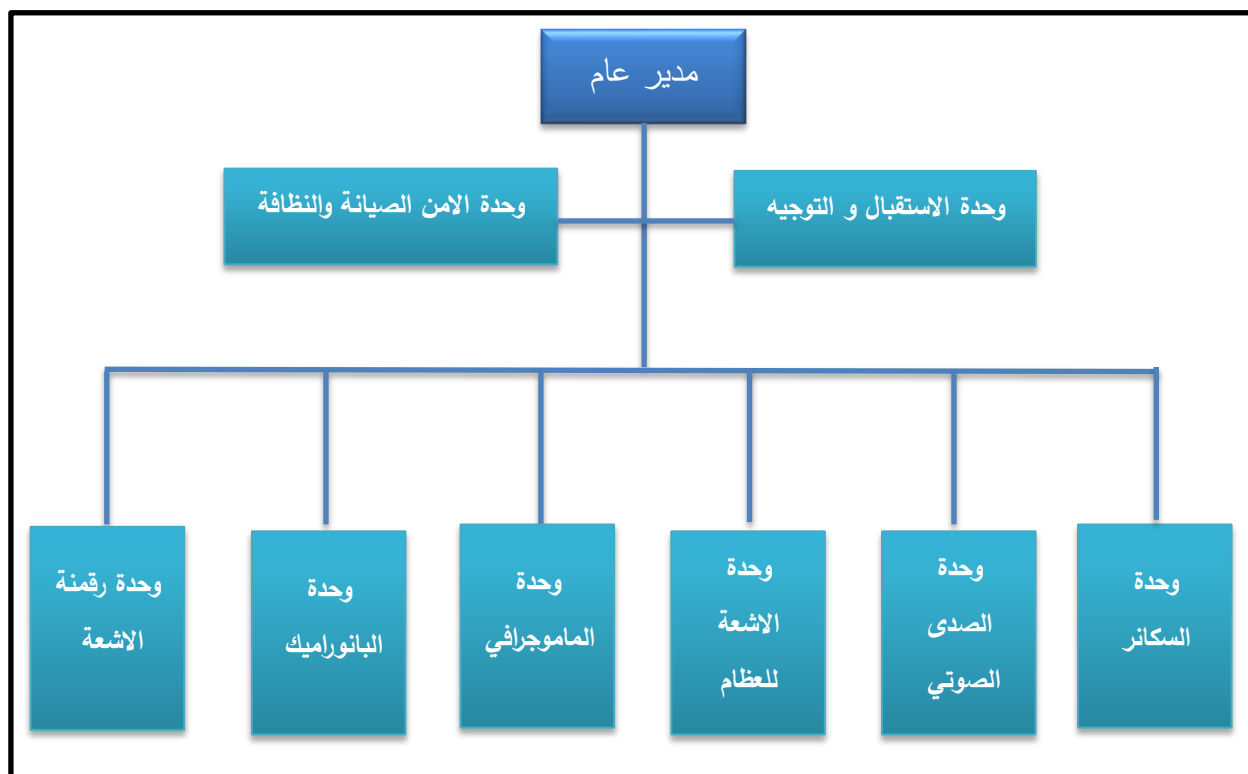 مدير عام
وحدة الاستقبال و التوجيه
وحدة الامن الصيانة والنظافة
وحدة
السكانر
وحدة
الصدى
الصوتي
وحدة
الاشعة
للعظام
وحدة
الماموجرافي
وحدة
البانوراميك
وحدة رقمنة
الاشعة